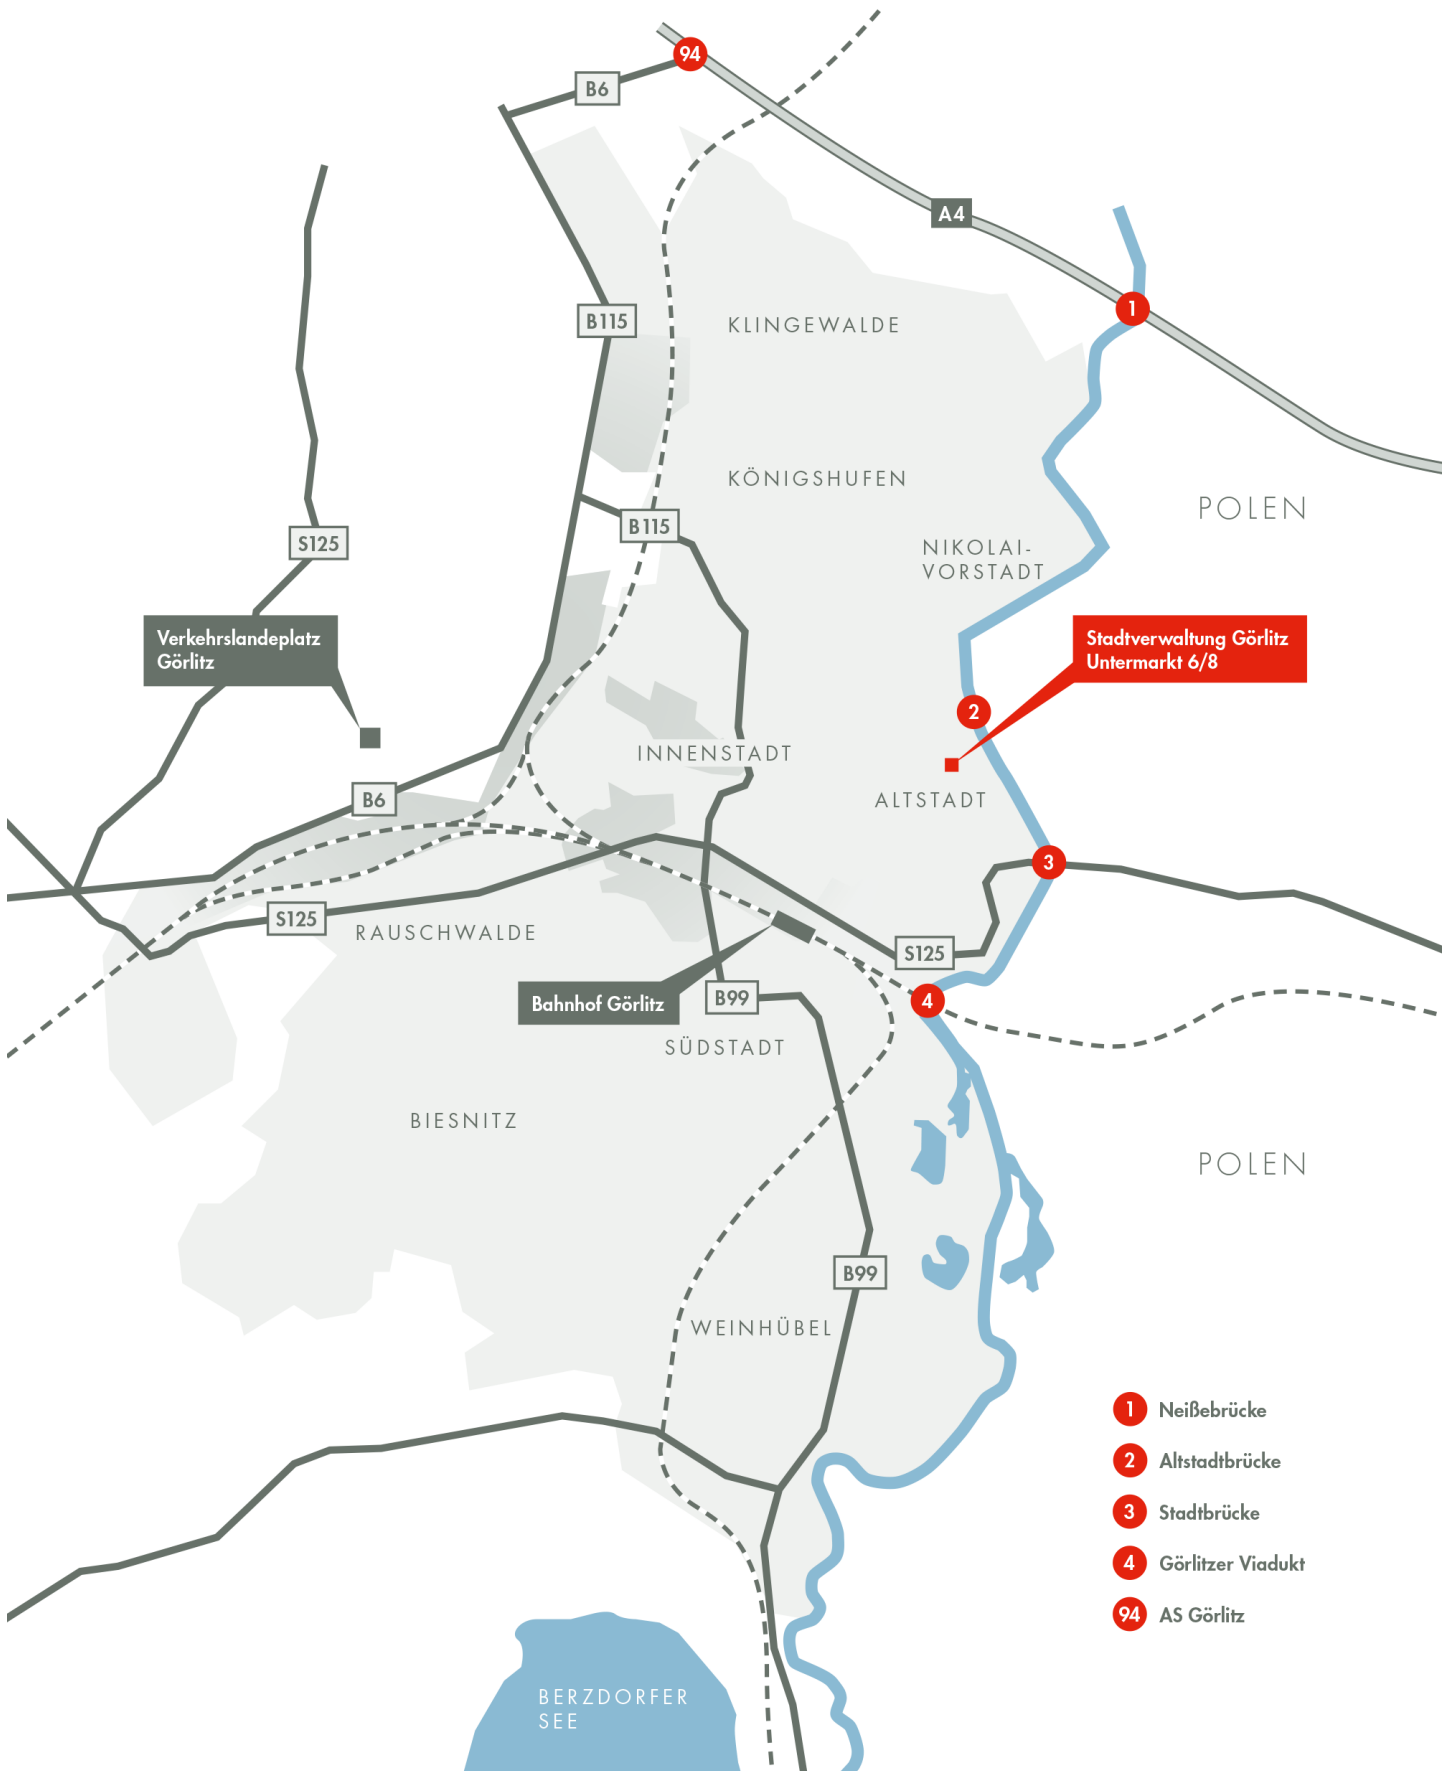 94
B6
A4
1
B115
KLINGEWALDE
KÖNIGSHUFEN
POLEN
B115
S125
NIKOLAI-
VORSTADT
Verkehrslandeplatz
Görlitz
Stadtverwaltung Görlitz
Untermarkt 6/8
2
INNENSTADT
B6
ALTSTADT
3
S125
RAUSCHWALDE
S125
Bahnhof Görlitz
B99
4
SÜDSTADT
BIESNITZ
POLEN
B99
WEINHÜBEL
1 Neißebrücke
2 Altstadtbrücke
3 Stadtbrücke
4 Görlitzer Viadukt
94 AS Görlitz
BERZDORFER
SEE